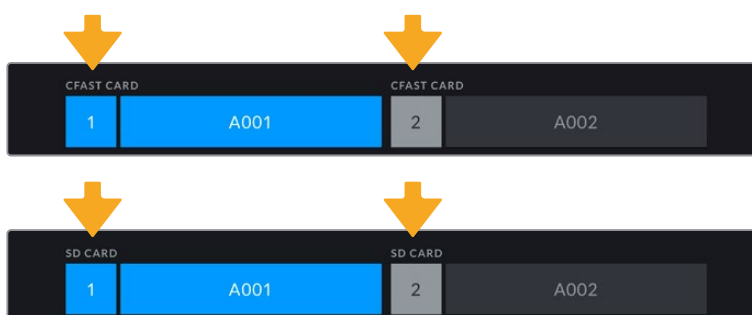 CFAST CARD CFAST CARD
1 A001 2 A002
SD CARD SD CARD
1 A001 2 A002